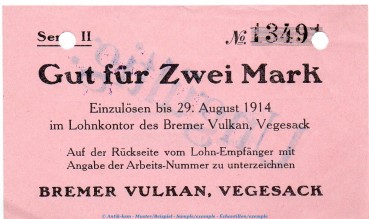 Serie II № 13494
Gut für Zwei Mark
Einzulösen bis 29. August 1914
im Lohnkontor des Bremer Vulkan, Vegesack
Auf der Rückseite vom Lohn-Empfänger mit
Angabe der Arbeits-Nummer zu unterzeichnen
BREMER VULKAN, VEGESACK